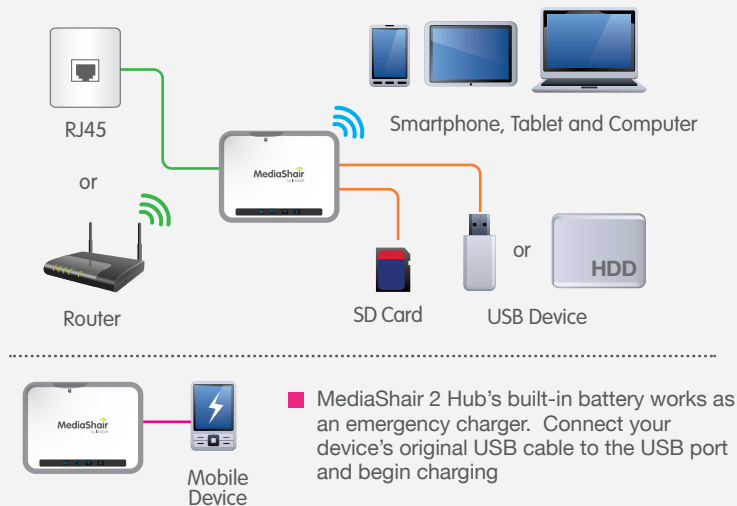 RJ45
or
Router
MediaShair
Smartphone, Tablet and Computer
SD Card
or
HDD
USB Device
MediaShair
Mobile
Device
MediaShair 2 Hub's built-in battery works as
an emergency charger. Connect your
device's original USB cable to the USB port
and begin charging